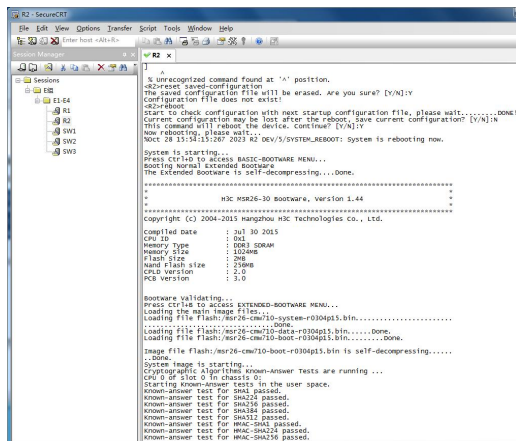 R2 - SecureCRT
File Edit View Options Transfer Script Tools Window Help
Enter host <Alt+R>
Session Manager
R2
Sessions
E组
E1-E4
R1
R2
SW1
SW2
SW3
]
^
% Unrecognized command found at '^' position.
<R2>reset saved-configuration
The saved configuration file will be erased. Are you sure? [Y/N]:Y
Configuration file does not exist!
<R2>reboot
Start to check configuration with next startup configuration file, please wait.........DONE!
Current configuration may be lost after the reboot, save current configuration? [Y/N]:N
This command will reboot the device. Continue? [Y/N]:Y
Now rebooting, please wait...
%Oct 28 15:54:15:267 2023 R2 DEV/5/SYSTEM_REBOOT: System is rebooting now.
System is starting...
Press Ctrl+D to access BASIC-BOOTWARE MENU...
Booting Normal Extended BootWare
The Extended BootWare is self-decompressing....Done.
****************************************************************************
* *
* H3C MSR26-30 BootWare, Version 1.44 *
* *
****************************************************************************
Copyright (c) 2004-2015 Hangzhou H3C Technologies Co., Ltd.
Compiled Date : Jul 30 2015
CPU ID : 0x1
Memory Type : DDR3 SDRAM
Memory Size : 1024MB
Flash Size : 2MB
Nand Flash size : 256MB
CPLD Version : 2.0
PCB Version : 3.0
BootWare Validating...
Press Ctrl+B to access EXTENDED-BOOTWARE MENU...
Loading the main image files...
Loading file flash:/msr26-cmw710-system-r0304p15.bin.......................
..............................Done.
Loading file flash:/msr26-cmw710-data-r0304p15.bin......Done.
Loading file flash:/msr26-cmw710-boot-r0304p15.bin.........Done.
Image file flash:/msr26-cmw710-boot-r0304p15.bin is self-decompressing......
..Done.
System image is starting...
Cryptographic Algorithms Known-Answer Tests are running ...
CPU 0 of slot 0 in chassis 0:
Starting Known-Answer tests in the user space.
Known-answer test for SHA1 passed.
Known-answer test for SHA224 passed.
Known-answer test for SHA256 passed.
Known-answer test for SHA384 passed.
Known-answer test for SHA512 passed.
Known-answer test for HMAC-SHA1 passed.
Known-answer test for HMAC-SHA224 passed.
Known-answer test for HMAC-SHA256 passed.